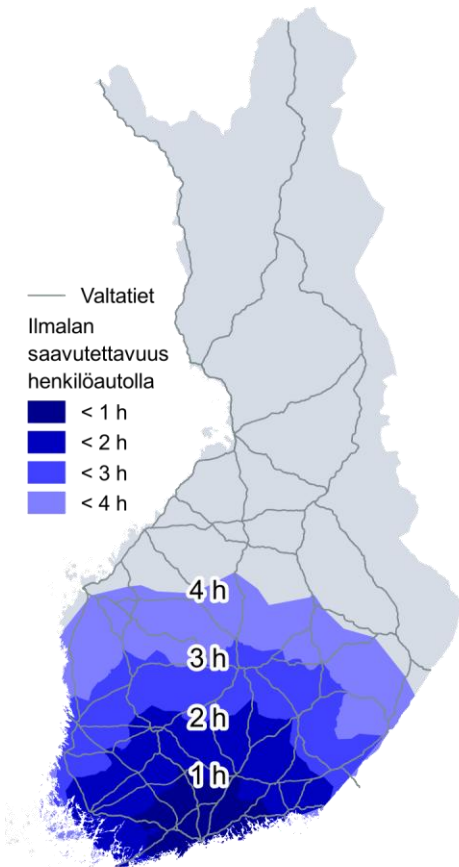 Valtatiet
Ilmalan
saavutettavuus
henkilöautolla
< 1 h
< 2 h
< 3 h
< 4 h
4 h
3 h
2 h
1 h